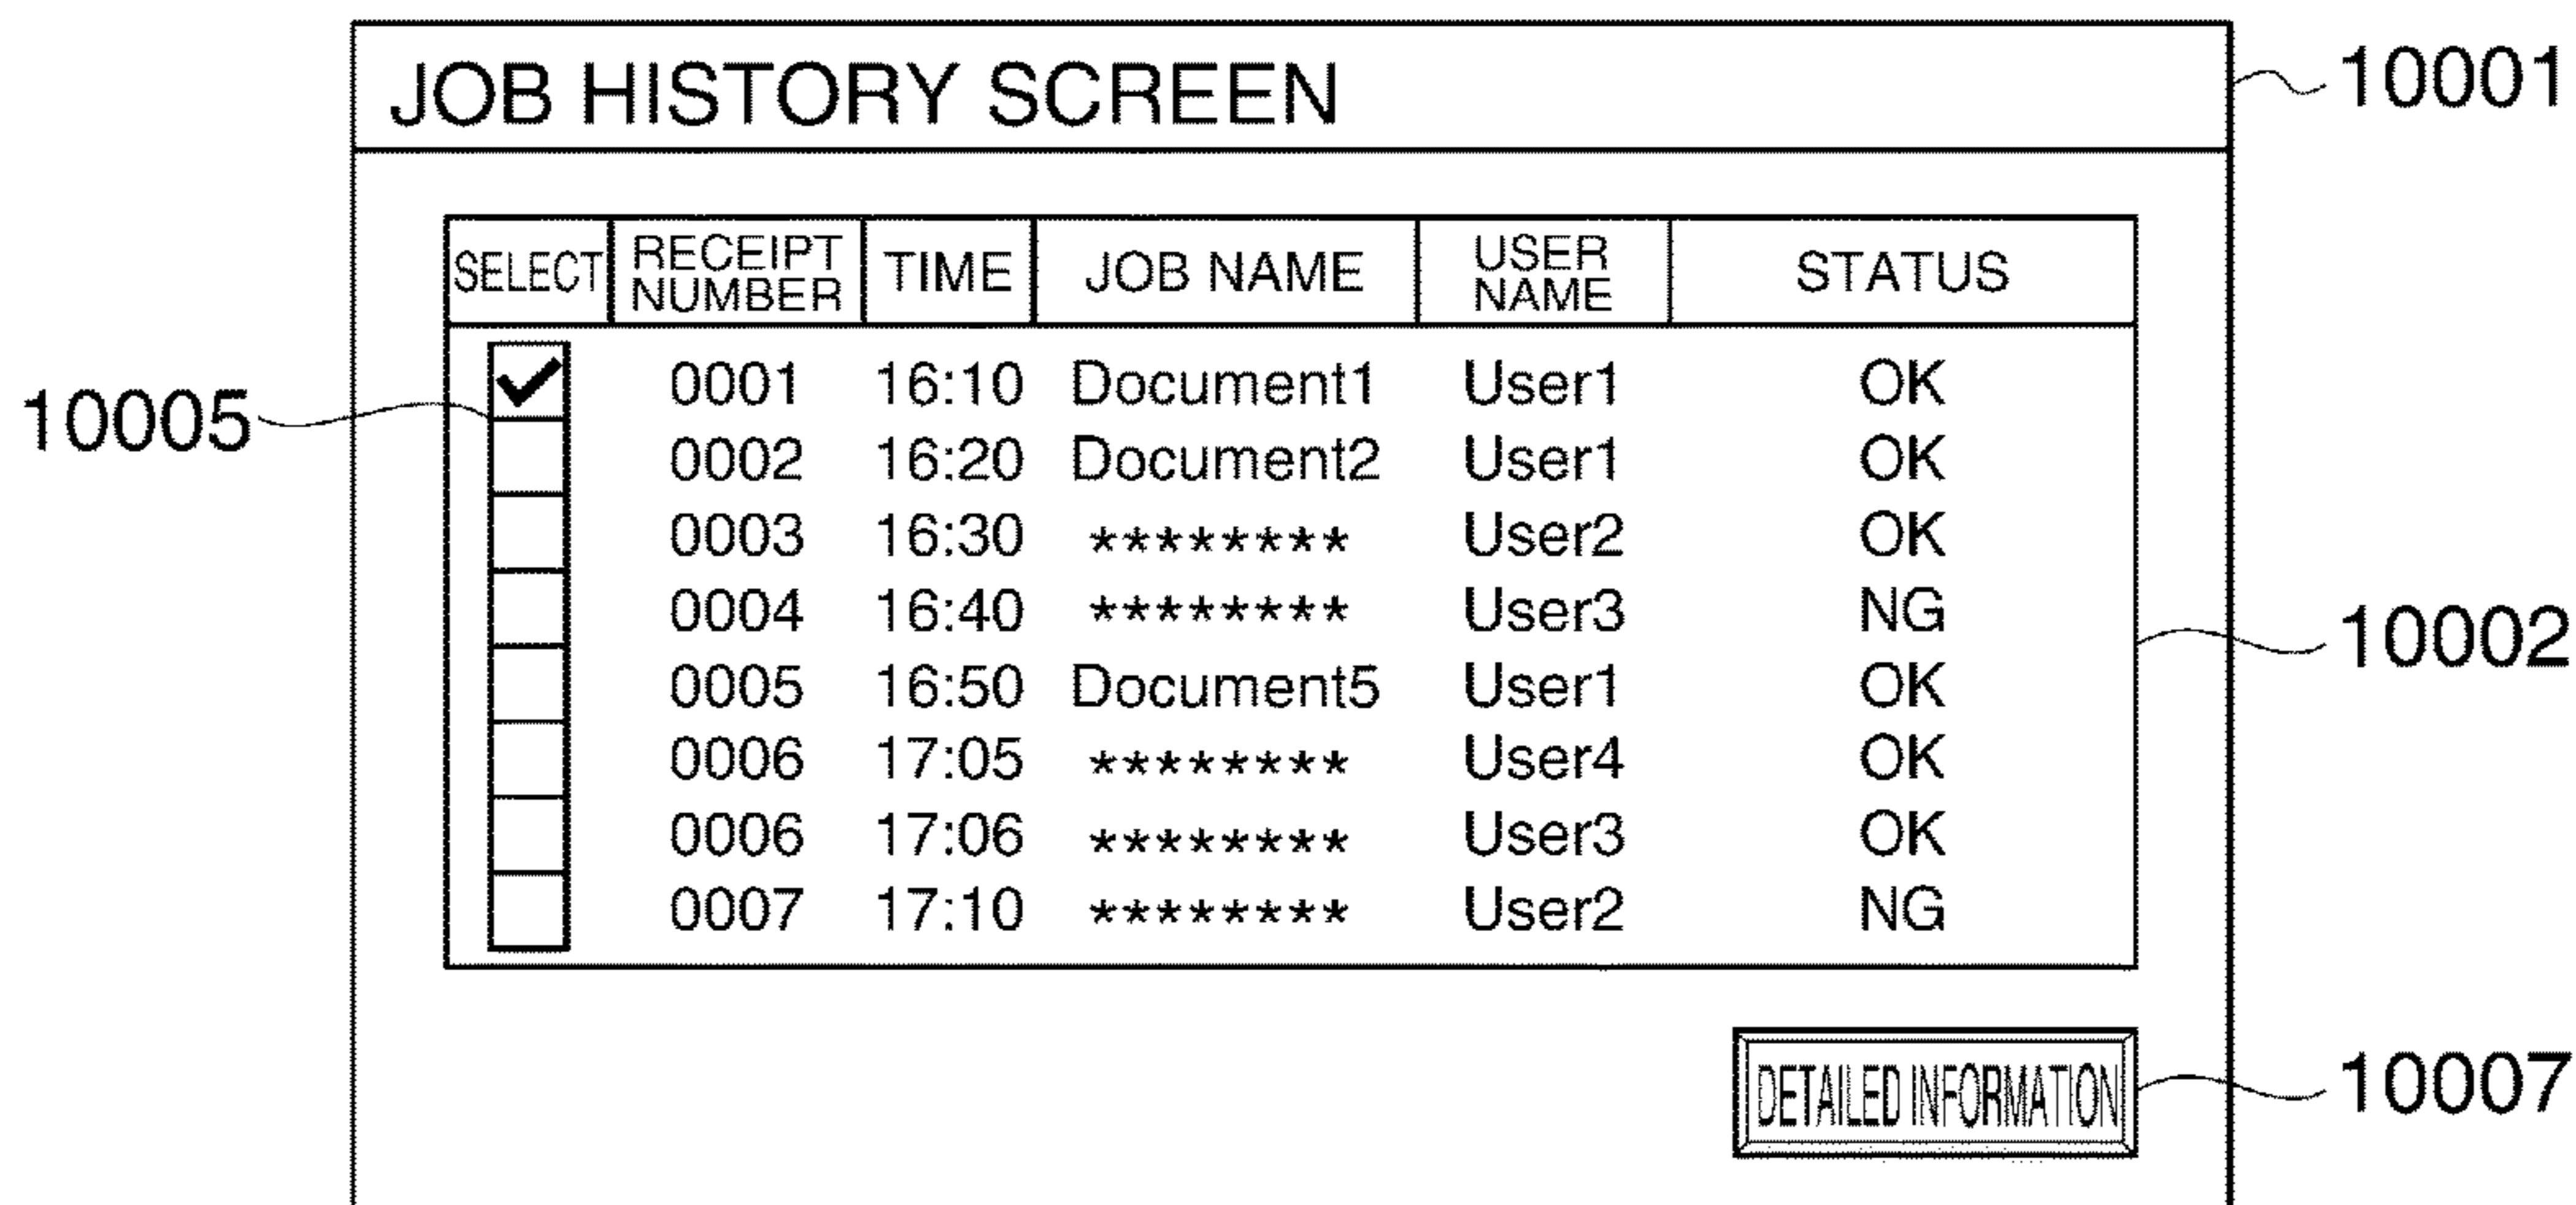 JOB HISTORY SCREEN
10001
SELECT RECEIPT NUMBER TIME JOB NAME USER NAME STATUS
0001 16:10 Document1 User1 OK
10005
0002 16:20 Document2 User1 OK
0003 16:30 ******** User2 OK
0004 16:40 ******** User3 NG
10002
0005 16:50 Document5 User1 OK
0006 17:05 ******** User4 OK
0006 17:06 ******** User3 OK
0007 17:10 ******** User2 NG
DETAILED INFORMATION
10007